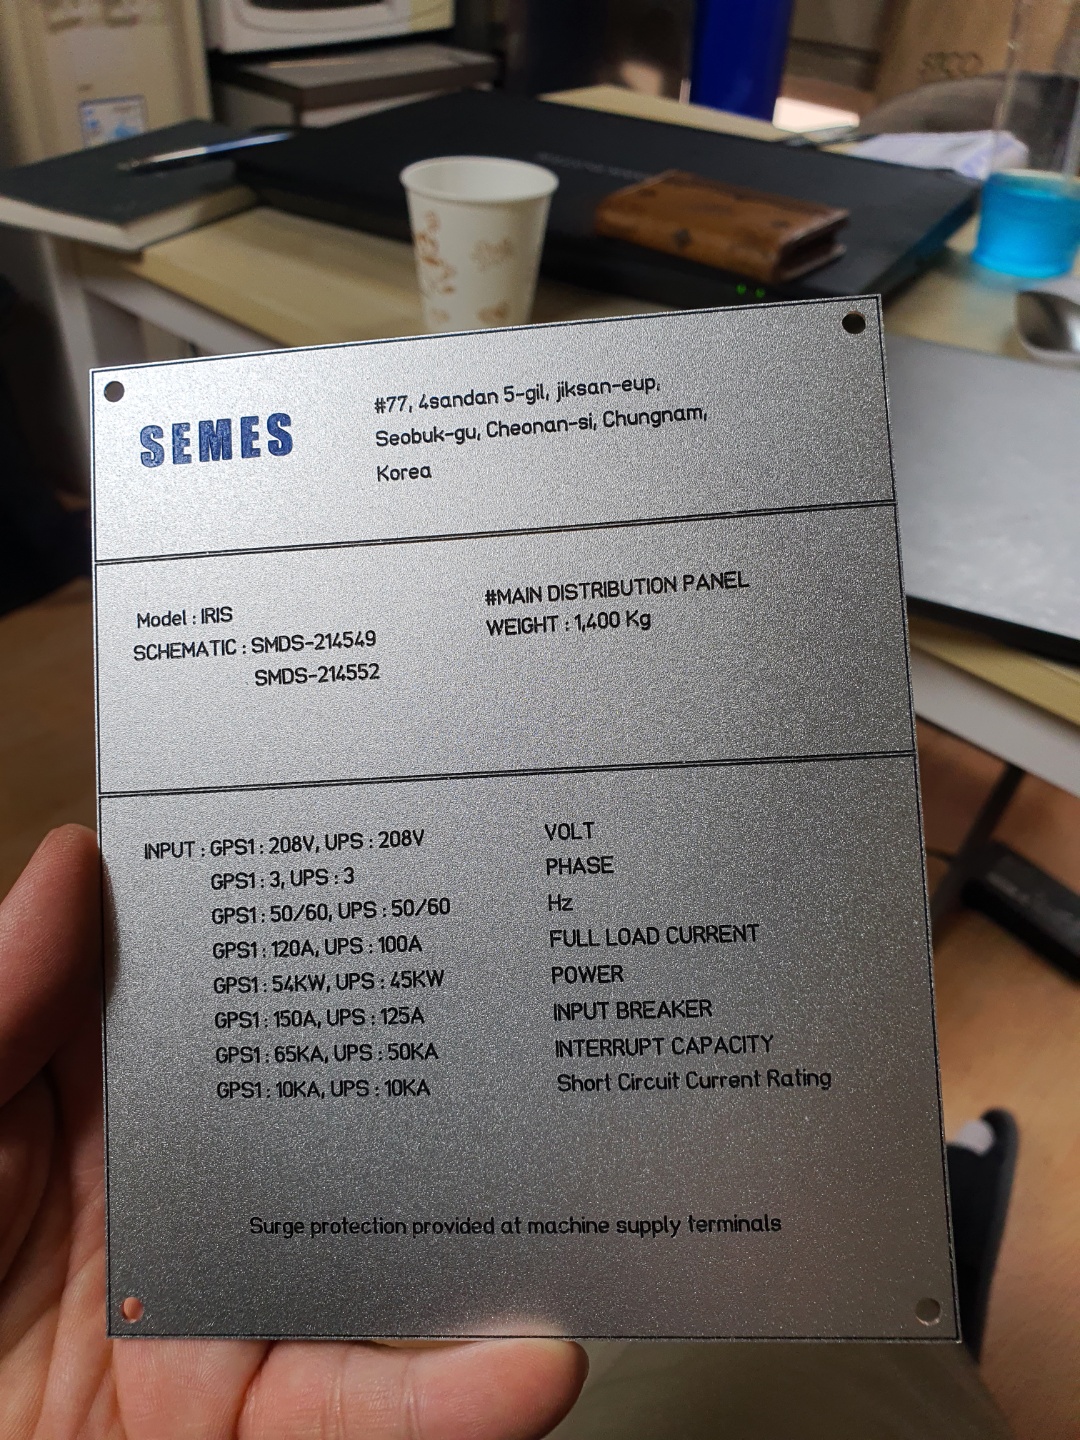 SEMES
#77, 4sandan 5-gil, jiksan-eup,
Seobuk-gu, Cheonan-si, Chungnam,
Korea
Model : IRIS
SCHEMATIC : SMDS-214549
SMDS-214552
#MAIN DISTRIBUTION PANEL
WEIGHT : 1,400 Kg
INPUT : GPS1 : 208V, UPS : 208V VOLT
GPS1 : 3, UPS : 3 PHASE
GPS1 : 50/60, UPS : 50/60 Hz
GPS1 : 120A, UPS : 100A FULL LOAD CURRENT
GPS1 : 54KW, UPS : 45KW POWER
GPS1 : 150A, UPS : 125A INPUT BREAKER
GPS1 : 65KA, UPS : 50KA INTERRUPT CAPACITY
GPS1 : 10KA, UPS : 10KA Short Circuit Current Rating
Surge protection provided at machine supply terminals